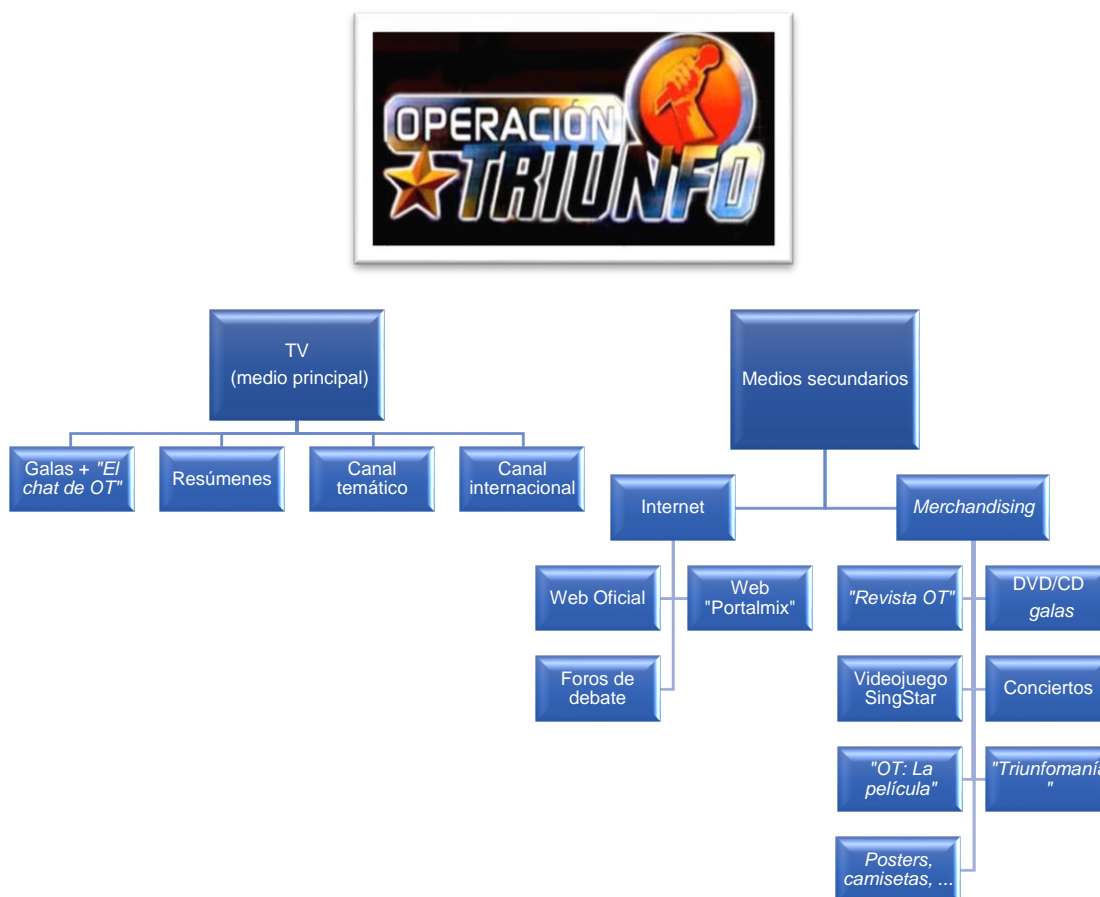 OPERACIÓN
TRIUNFO
TV
(medio principal)
Galas + "El
chat de OT"
Resúmenes
Canal
temático
Canal
internacional
Medios secundarios
Internet
Web Oficial
Web
"Portalmix"
Foros de
debate
Merchandising
"Revista OT"
DVD/CD
galas
Videojuego
SingStar
Conciertos
"OT: La
película"
"Triunfomanía
"
Posters,
camisetas, ...